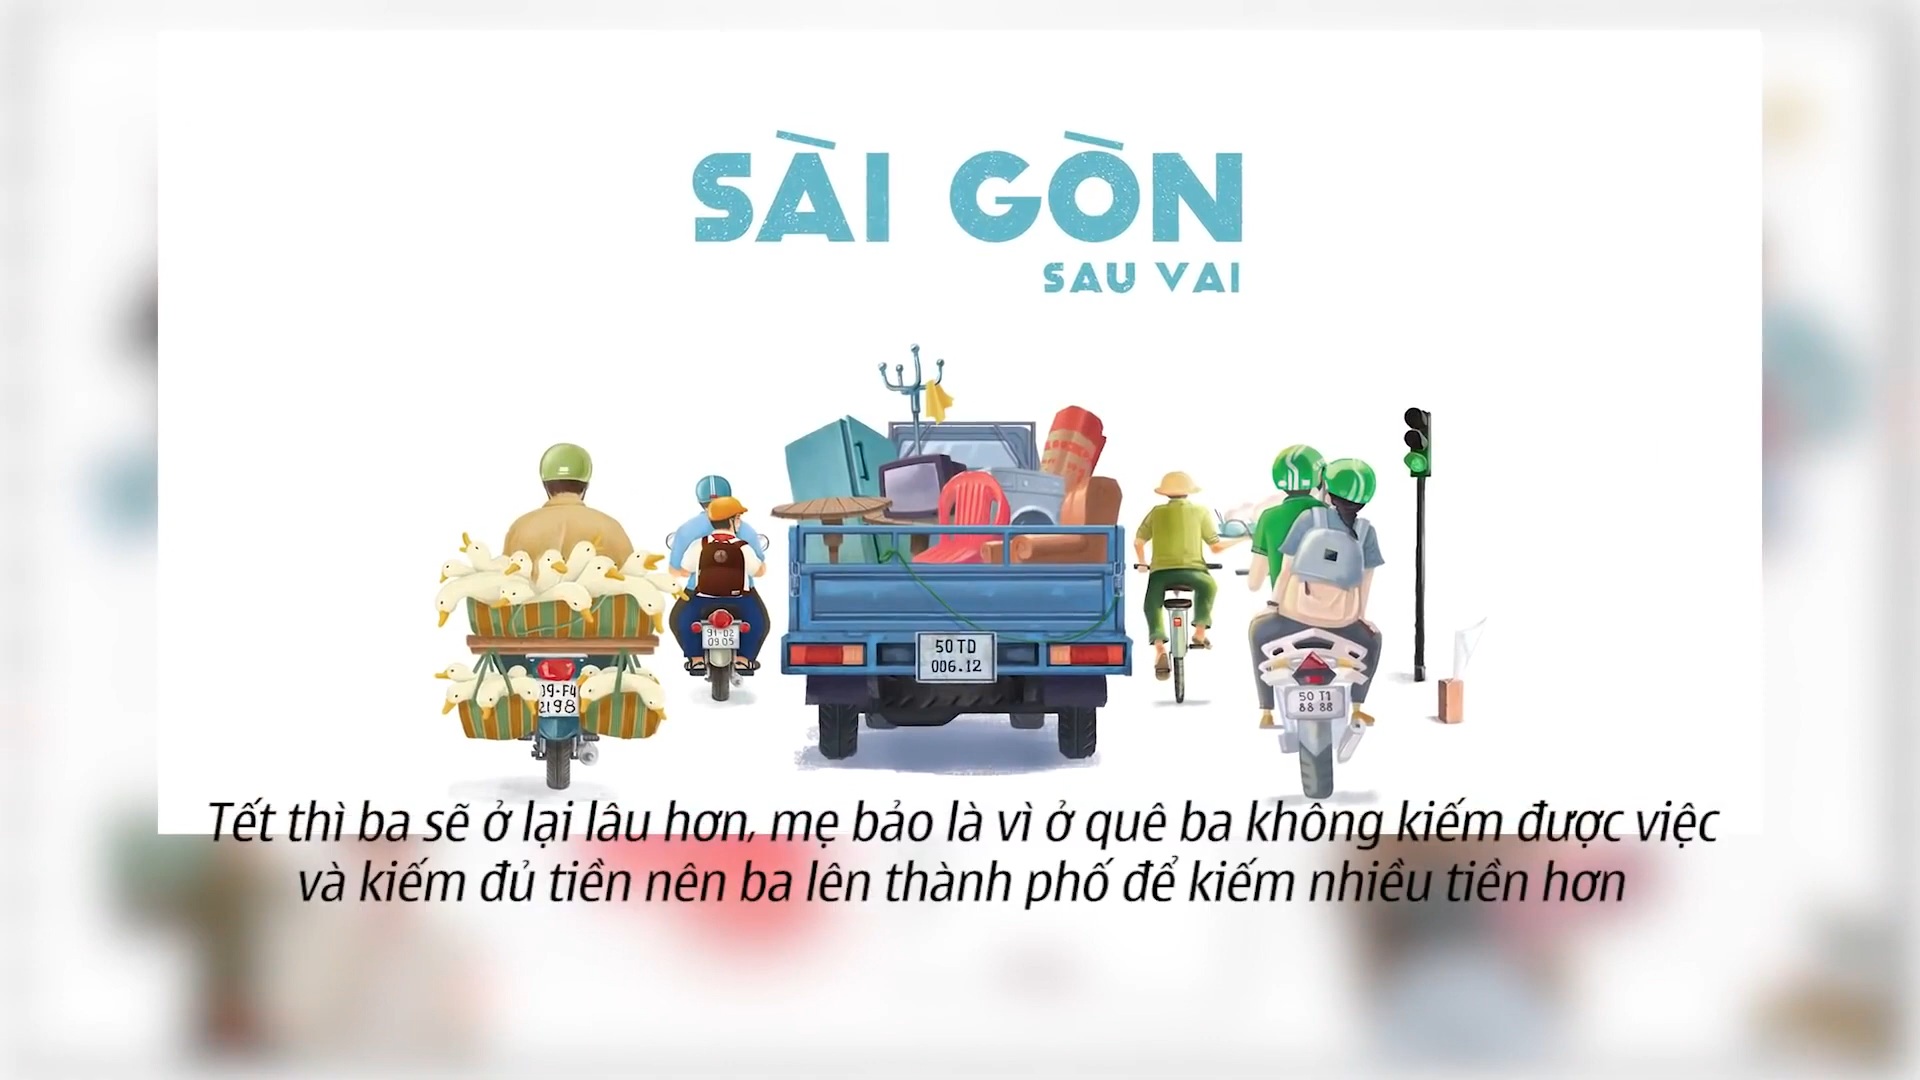 SÀI GÒN
SAU VAI
91-D2
09.05
50 TD
006.12
09-F4
2198
50 T1
88 88
Tết thì ba sẽ ở lại lâu hơn, mẹ bảo là vì ở quê ba không kiếm được việc
và kiếm đủ tiền nên ba lên thành phố để kiếm nhiều tiền hơn